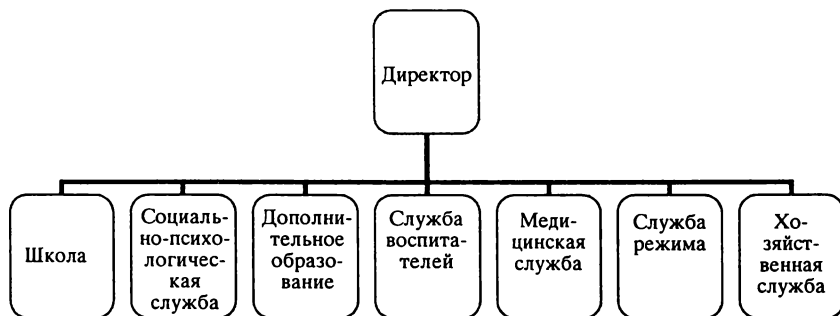 Директор
Школа
Социаль-
но-психо-
логичес-
кая
служба
Дополни-
тельное
образо-
вание
Служба
воспита-
телей
Меди-
цинская
служба
Служба
режима
Хо-
зяйст-
венная
служба